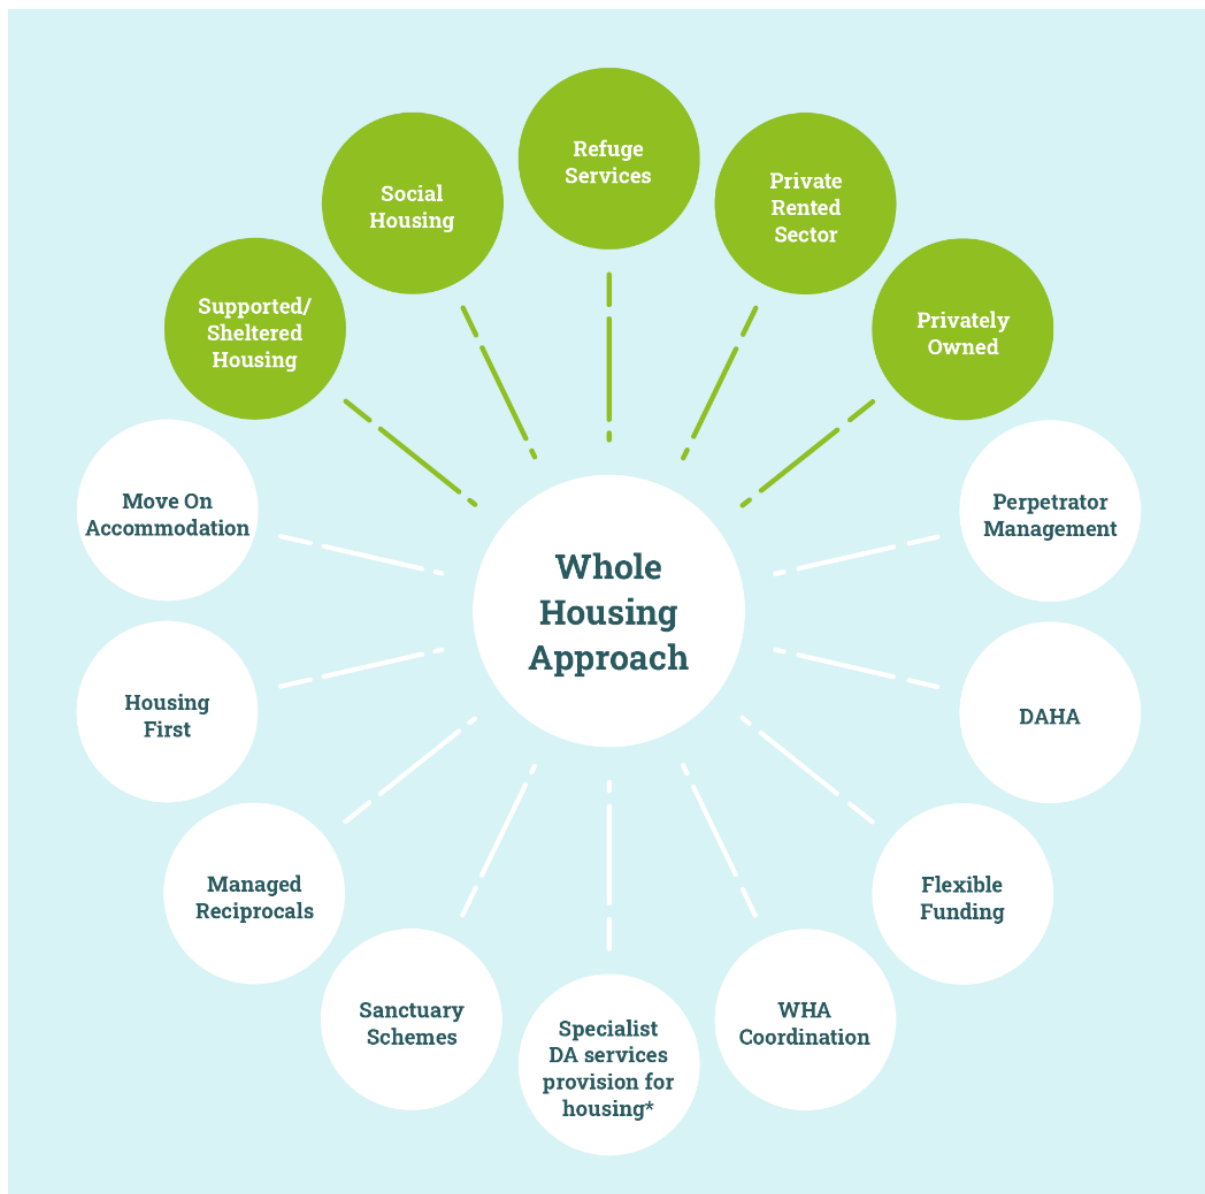 Refuge
Services
Social
Housing
Private
Rented
Sector
Supported/
Sheltered
Housing
Privately
Owned
Move On
Accommodation
Perpetrator
Management
Whole
Housing
Approach
Housing
First
DAHA
Managed
Reciprocals
Flexible
Funding
Sanctuary
Schemes
WHA
Coordination
Specialist
DA services
provision for
housing*